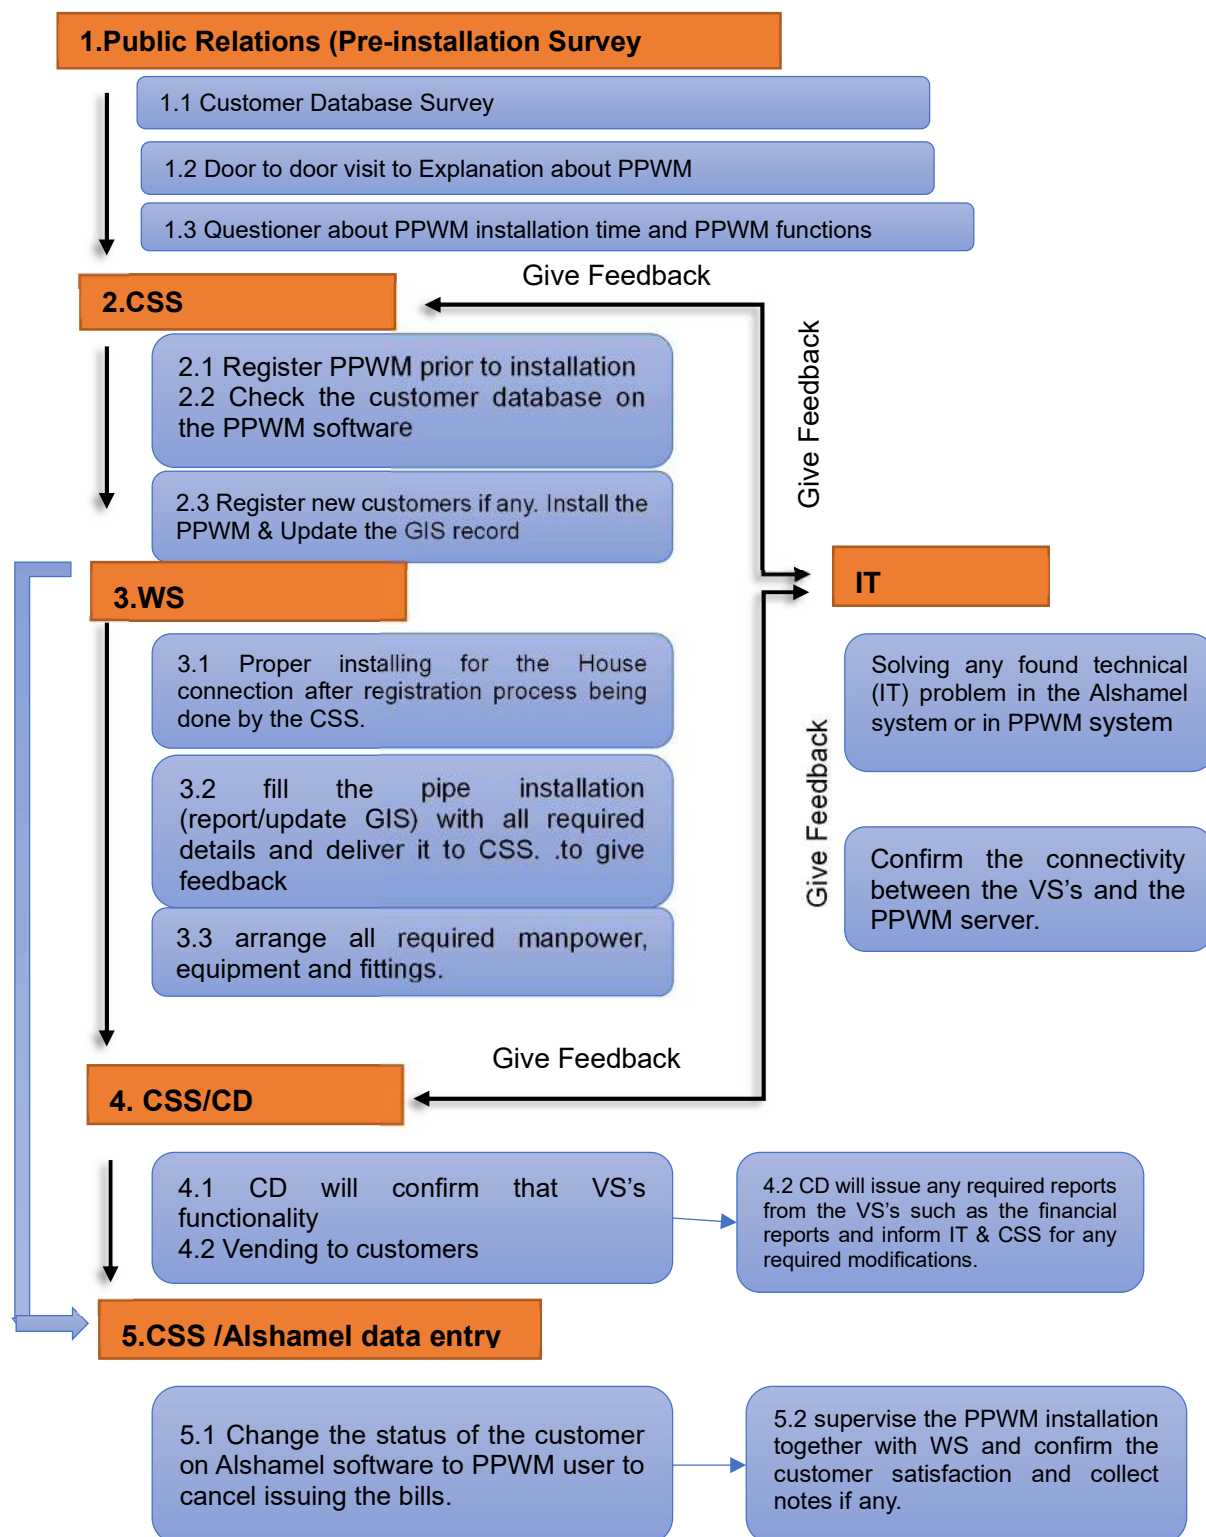 1.Public Relations (Pre-installation Survey
1.1 Customer Database Survey
1.2 Door to door visit to Explanation about PPWM
1.3 Questioner about PPWM installation time and PPWM functions
Give Feedback
2.CSS
2.1 Register PPWM prior to installation
2.2 Check the customer database on
the PPWM software
Give Feedback
2.3 Register new customers if any. Install the
PPWM & Update the GIS record
3.WS
IT
3.1 Proper installing for the House
connection after registration process being
done by the CSS.
Solving any found technical
(IT) problem in the Alshamel
system or in PPWM system
3.2 fill the pipe installation
(report/update GIS) with all required
details and deliver it to CSS. .to give
feedback
Give Feedback
Confirm the connectivity
between the VS’s and the
PPWM server.
3.3 arrange all required manpower,
equipment and fittings.
Give Feedback
4. CSS/CD
4.1 CD will confirm that VS’s
functionality
4.2 Vending to customers
4.2 CD will issue any required reports
from the VS’s such as the financial
reports and inform IT & CSS for any
required modifications.
5.CSS /Alshamel data entry
5.1 Change the status of the customer
on Alshamel software to PPWM user to
cancel issuing the bills.
5.2 supervise the PPWM installation
together with WS and confirm the
customer satisfaction and collect
notes if any.